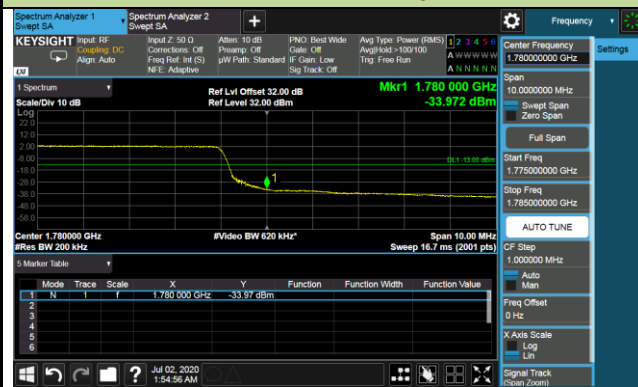 Spectrum Analyzer 1
Swept SA
Spectrum Analyzer 2
Swept SA
+
Frequency
KEYSIGHT
Input: RF
Coupling: DC
Align: Auto
Input Z: 50 Ω
Corrections: Off
Freq Ref: Int (S)
NFE: Adaptive
Atten: 10 dB
Preamp: Off
µW Path: Standard
PNO: Best Wide
Gate: Off
IF Gain: Low
Sig Track: Off
Avg Type: Power (RMS)
Avg|Hold:>100/100
Trig: Free Run
1 2 3 4 5 6
A W W W W W
A N N N N N
LXI
1 Spectrum
Scale/Div 10 dB
Log
Ref Lvl Offset 32.00 dB
Ref Level 32.00 dBm
Mkr1 1.780 000 GHz
-33.972 dBm
22.0
12.0
2.00
-8.00
-18.0
-28.0
-38.0
-48.0
-58.0
DL1 -13.00 dBm
1
Center 1.780000 GHz
#Res BW 200 kHz
#Video BW 620 kHz*
Span 10.00 MHz
Sweep 16.7 ms (2001 pts)
5 Marker Table
Mode Trace Scale X Y Function Function Width Function Value
1 N 1 f 1.780 000 GHz -33.97 dBm
2
3
4
5
6
Jul 02, 2020
1:54:56 AM
?
Center Frequency
1.780000000 GHz
Settings
Span
10.0000000 MHz
Swept Span
Zero Span
Full Span
Start Freq
1.775000000 GHz
Stop Freq
1.785000000 GHz
AUTO TUNE
CF Step
1.000000 MHz
Auto
Man
Freq Offset
0 Hz
X Axis Scale
Log
Lin
Signal Track
(Span Zoom)